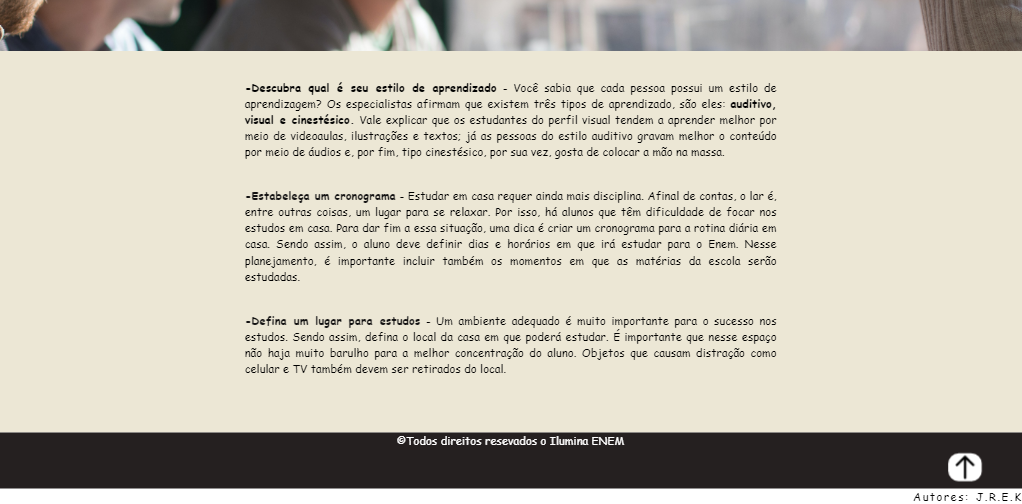 -Descubra qual é seu estilo de aprendizado - Você sabia que cada pessoa possui um estilo de
aprendizagem? Os especialistas afirmam que existem três tipos de aprendizado, são eles: auditivo,
visual e cinestésico. Vale explicar que os estudantes do perfil visual tendem a aprender melhor por
meio de videoaulas, ilustrações e textos; já as pessoas do estilo auditivo gravam melhor o conteúdo
por meio de áudios e, por fim, tipo cinestésico, por sua vez, gosta de colocar a mão na massa.
-Estabeleça um cronograma - Estudar em casa requer ainda mais disciplina. Afinal de contas, o lar é,
entre outras coisas, um lugar para se relaxar. Por isso, há alunos que têm dificuldade de focar nos
estudos em casa. Para dar fim a essa situação, uma dica é criar um cronograma para a rotina diária em
casa. Sendo assim, o aluno deve definir dias e horários em que irá estudar para o Enem. Nesse
planejamento, é importante incluir também os momentos em que as matérias da escola serão
estudadas.
-Defina um lugar para estudos - Um ambiente adequado é muito importante para o sucesso nos
estudos. Sendo assim, defina o local da casa em que poderá estudar. É importante que nesse espaço
não haja muito barulho para a melhor concentração do aluno. Objetos que causam distração como
celular e TV também devem ser retirados do local.
©Todos direitos resevados o Ilumina ENEM
Autores: J.R.E.K